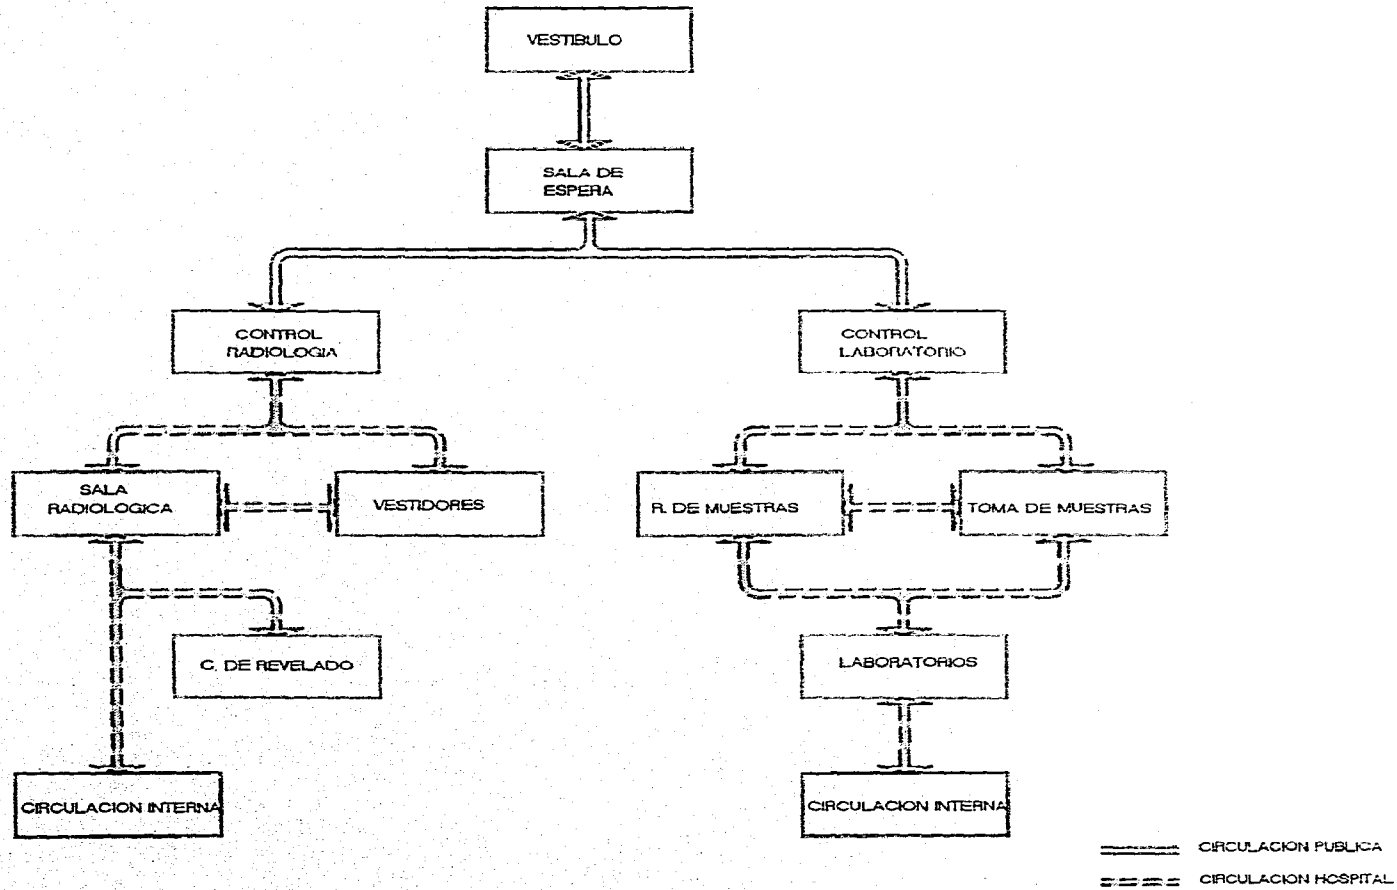 VESTIBULO
SALA DE
ESPERA
CONTROL
RADIOLOGIA
CONTROL
LABORATORIO
SALA
RADIOLOGICA
VESTIDORES
R. DE MUESTRAS
TOMA DE MUESTRAS
C. DE REVELADO
LABORATORIOS
CIRCULACION INTERNA
CIRCULACION INTERNA
CIRCULACION PUBLICA
CIRCULACION HOSPITAL